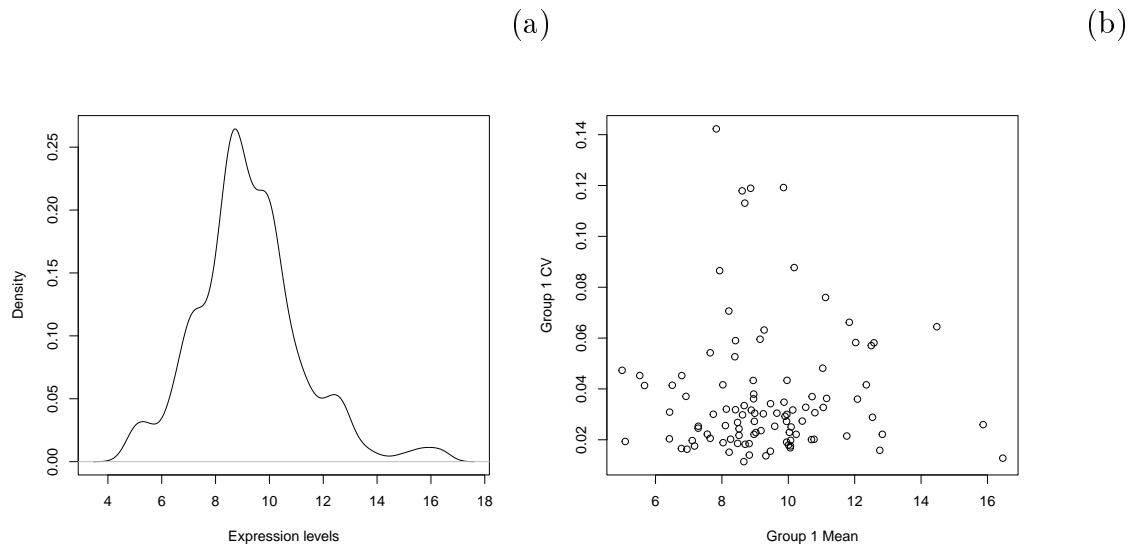 (a)
(b)
Density
0.00 0.05 0.10 0.15 0.20 0.25
4 6 8 10 12 14 16 18
Expression levels
Group 1 CV
0.02 0.04 0.06 0.08 0.10 0.12 0.14
6 8 10 12 14 16
Group 1 Mean